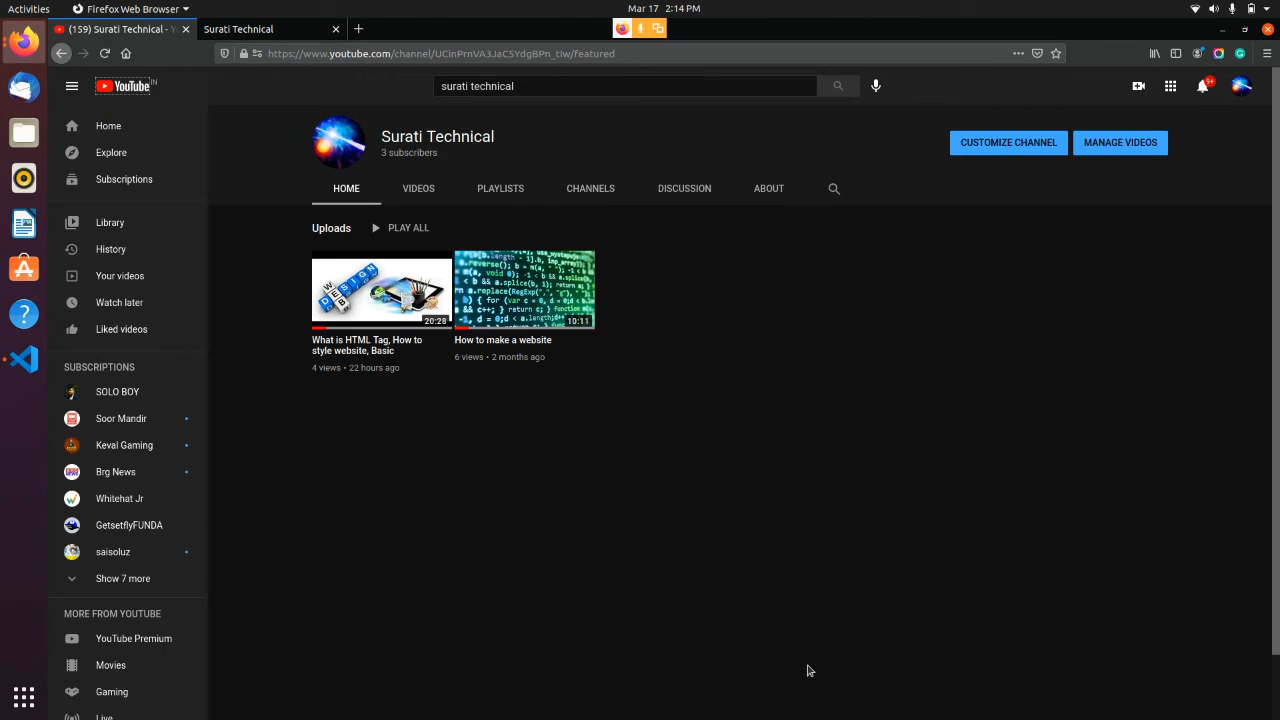 Activities
Firefox Web Browser
Mar 17 2:14 PM
(159) Surati Technical - Y
Surati Technical
https://www.youtube.com/channel/UCinPrnVA3JaC5YdgBPn_tIw/featured
YouTube IN
surati technical
9+
Home
Explore
Subscriptions
Library
History
Your videos
Watch later
Liked videos
SUBSCRIPTIONS
SOLO BOY
Soor Mandir
Keval Gaming
Brg News
Whitehat Jr
GetsetflyFUNDA
saisoluz
Show 7 more
MORE FROM YOUTUBE
YouTube Premium
Movies
Gaming
Live
Surati Technical
3 subscribers
CUSTOMIZE CHANNEL
MANAGE VIDEOS
HOME
VIDEOS
PLAYLISTS
CHANNELS
DISCUSSION
ABOUT
Uploads
PLAY ALL
20:28
What is HTML Tag, How to
style website, Basic
4 views • 22 hours ago
10:11
How to make a website
6 views • 2 months ago